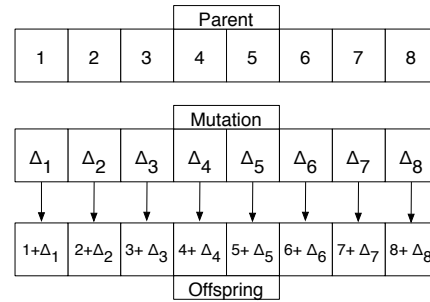 Parent
1 2 3 4 5 6 7 8
Mutation
Δ1 Δ2 Δ3 Δ4 Δ5 Δ6 Δ7 Δ8
1+Δ1 2+Δ2 3+ Δ3 4+ Δ4 5+ Δ5 6+ Δ6 7+ Δ7 8+ Δ8
Offspring